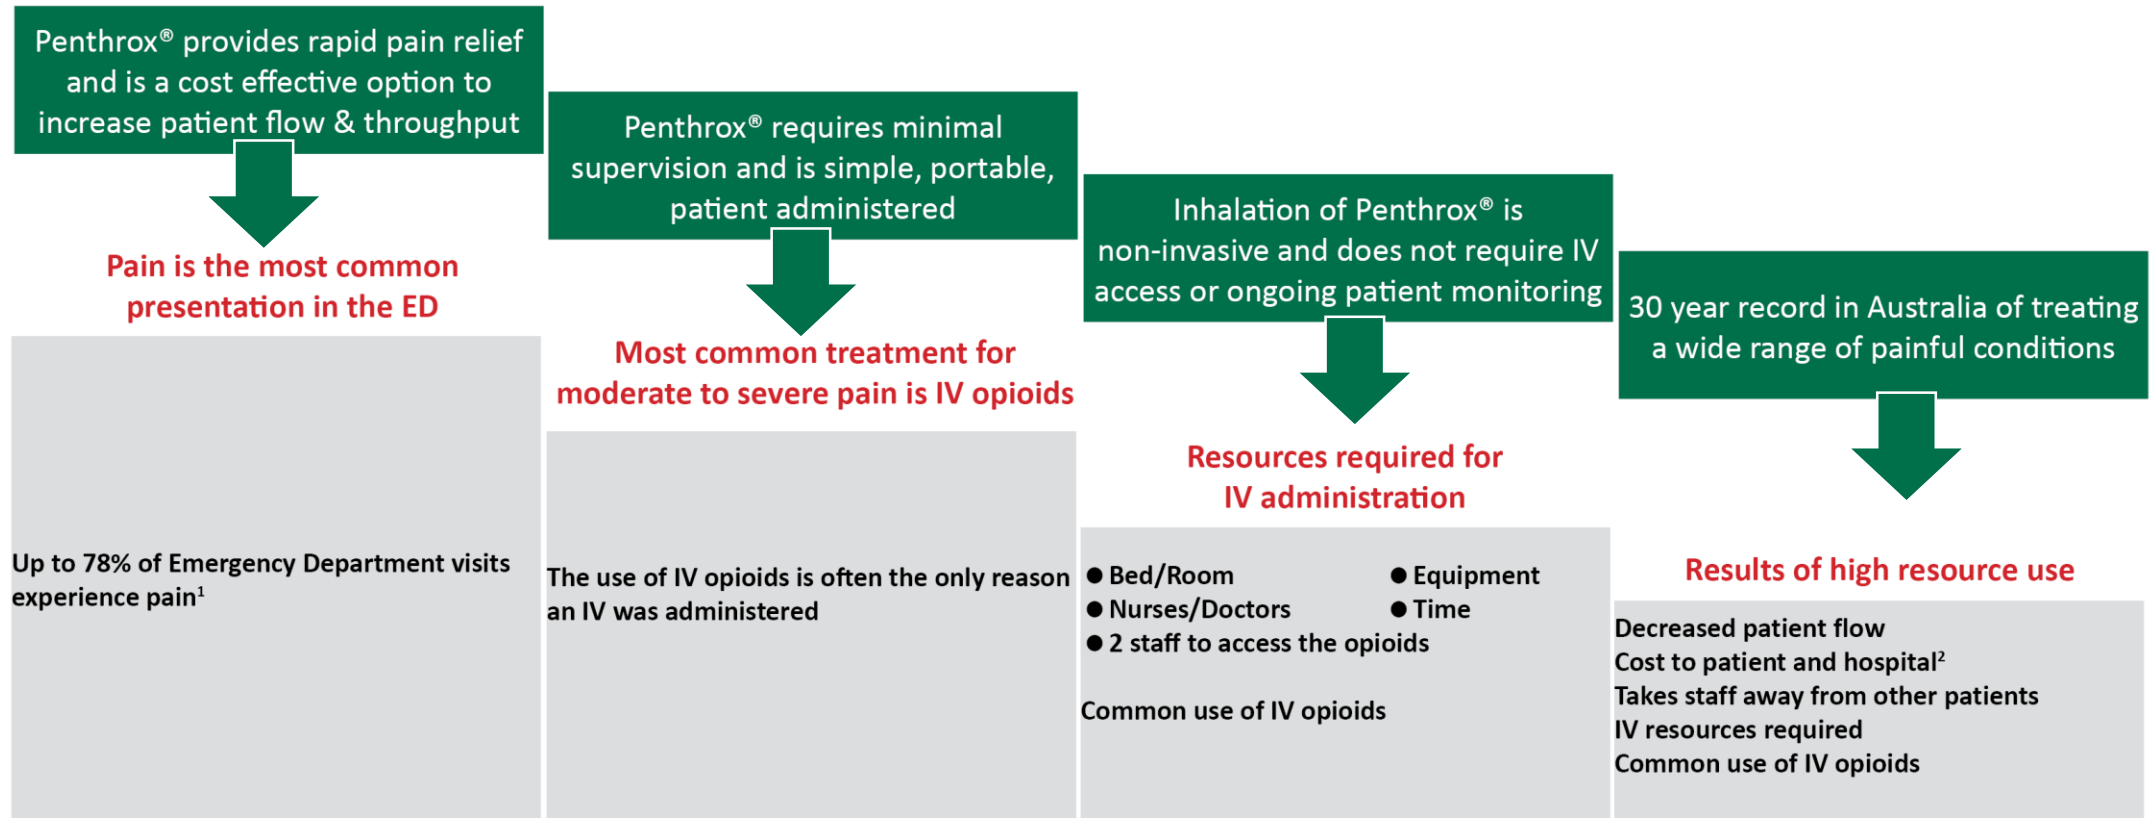 Penthrox® provides rapid pain relief
and is a cost effective option to
increase patient flow & throughput
Pain is the most common
presentation in the ED
Up to 78% of Emergency Department visits
experience pain¹
Penthrox® requires minimal
supervision and is simple, portable,
patient administered
Most common treatment for
moderate to severe pain is IV opioids
The use of IV opioids is often the only reason
an IV was administered
Inhalation of Penthrox® is
non-invasive and does not require IV
access or ongoing patient monitoring
Resources required for
IV administration
● Bed/Room ● Equipment
● Nurses/Doctors ● Time
● 2 staff to access the opioids
Common use of IV opioids
30 year record in Australia of treating
a wide range of painful conditions
Results of high resource use
Decreased patient flow
Cost to patient and hospital²
Takes staff away from other patients
IV resources required
Common use of IV opioids